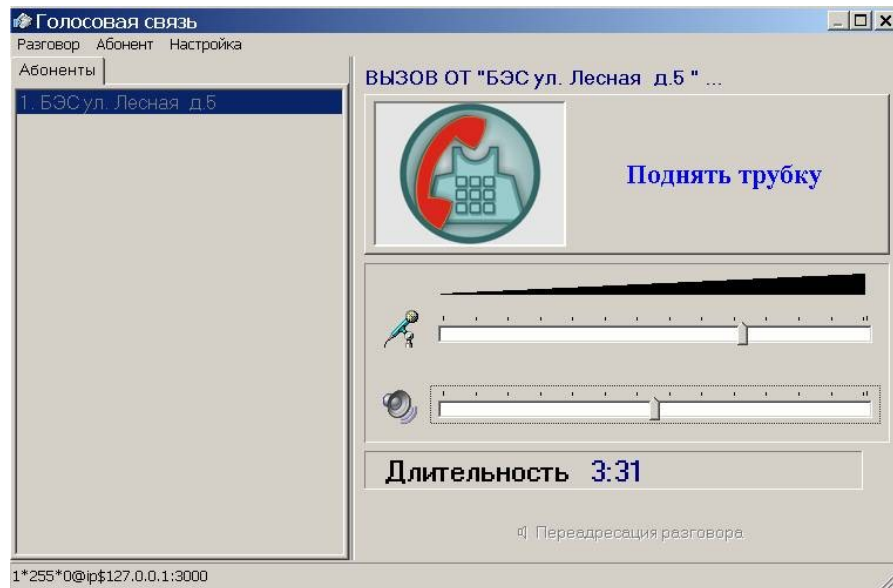 Голосовая связь
Разговор Абонент Настройка
Абоненты
1. БЭС ул. Лесная д.5
ВЫЗОВ ОТ "БЭС ул. Лесная д.5 " ...
Поднять трубку
Длительность 3:31
Переадресация разговора
1*255*0@ip$127.0.0.1:3000